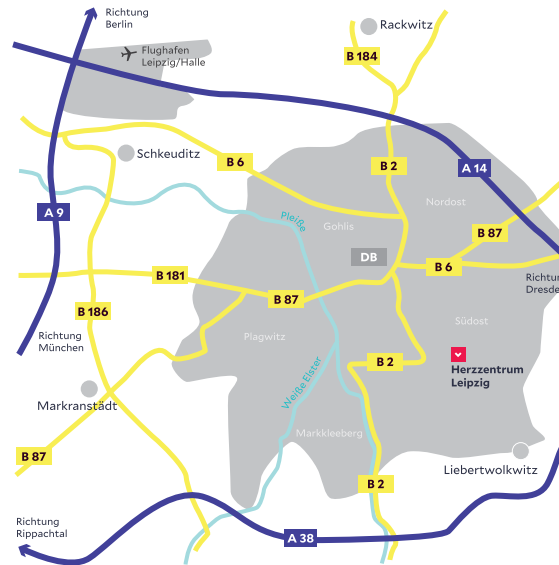 Richtung
Berlin
Rackwitz
Flughafen
Leipzig/Halle
B 184
Schkeuditz
B 6
B 2
A 14
Nordost
A 9
Pleiße
Gohlis
B 87
DB
B 6
B 181
Richtu
Dresde
B 87
B 186
Südost
Richtung
München
Plagwitz
B 2
Herzzentrum
Leipzig
Weiße Elster
Markranstädt
Markkleeberg
B 87
Liebertwolkwitz
B 2
Richtung
Rippachtal
A 38